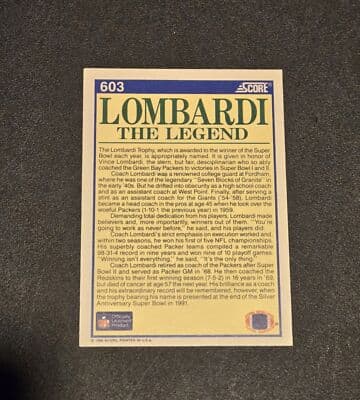 603
SCORE
LOMBARDI
THE LEGEND
The Lombardi Trophy, which is awarded to the winner of the Super
Bowl each year, is appropriately named. It is given in honor of
Vince Lombardi, the stern, but fair, descriplinarian who so ably
coached the Green Bay Packers to victories in Super Bowl I and II.
Coach Lombardi was a renowned college guard at Fordham,
where he was one of the legendary "Seven Blocks of Granite" in
the early '40s. But he drifted into obscurity as a high school coach
and as an assistant coach at West Point. Finally, after serving a
stint as an assistant coach for the Giants ('54-'58), Lombardi
became a head coach in the pros at age 45 when he took over the
woeful Packers (1-10-1 the previous year) in 1959.
Demanding total dedication from his players, Lombardi made
believers and, more importantly, winners out of them. "You're
going to work as never before," he said, and his players did.
Coach Lombardi's strict emphasis on execution worked and,
within two seasons, he won his first of five NFL championships.
His superbly coached Packer teams compiled a remarkable
98-31-4 record in nine years and won nine of 10 playoff games.
"Winning isn't everything," he said, "It's the only thing."
Coach Lombardi retired as coach of the Packers after Super
Bowl II and served as Packer GM in '68. He then coached the
Redskins to their first winning season (7-5-2) in 16 years in '69,
but died of cancer at age 57 the next year. His brilliance as a coach
and his extraordinary record will be remembered, however, when
the trophy bearing his name is presented at the end of the Silver
Anniversary Super Bowl in 1991.
Officially
Licensed
Product
© 1990 SCORE, PRINTED IN U.S.A.